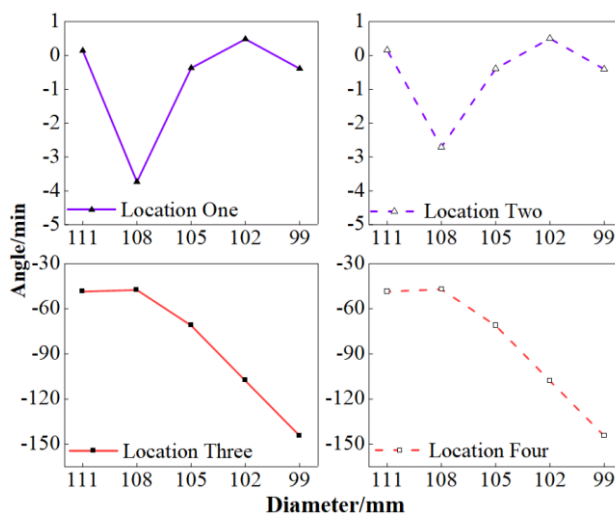 1
0
-1
-2
-3
-4
-5
Location One
111 108 105 102 99
1
0
-1
-2
-3
-4
-5
Location Two
111 108 105 102 99
Angle/min
-30
-60
-90
-120
-150
Location Three
111 108 105 102 99
-30
-60
-90
-120
-150
Location Four
111 108 105 102 99
Diameter/mm